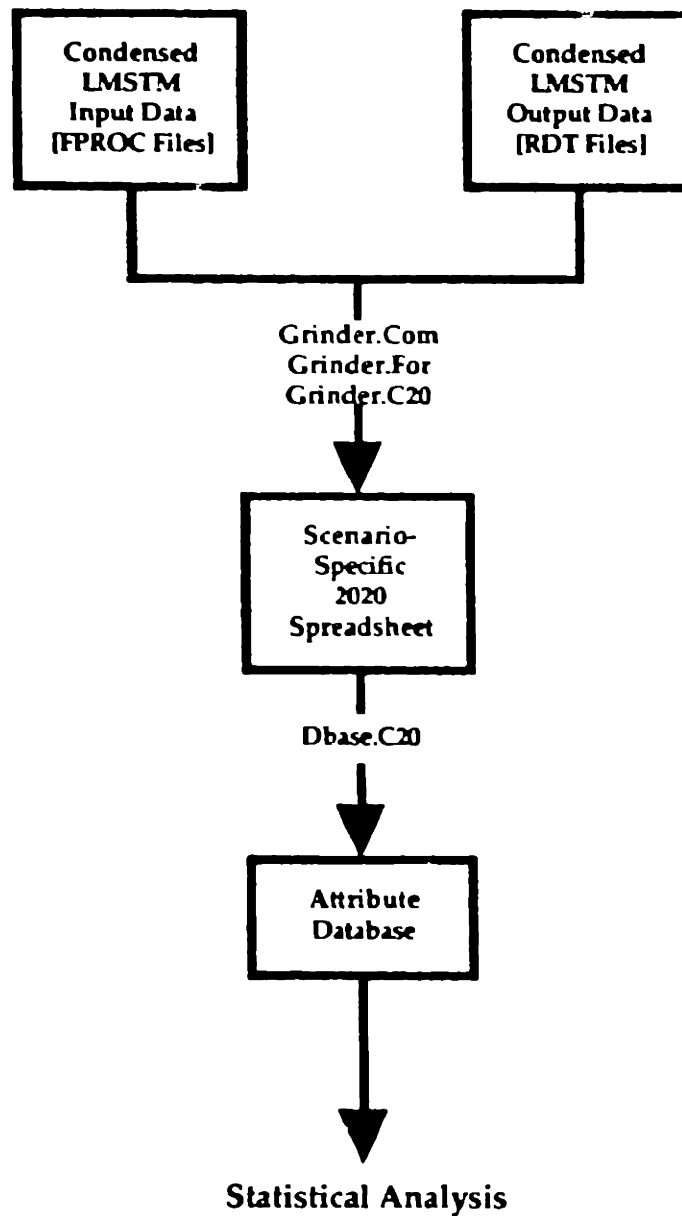 Condensed
LMSTM
Input Data
[FPROC Files]
Condensed
LMSTM
Output Data
[RDT Files]
Grinder.Com
Grinder.For
Grinder.C20
Scenario-
Specific
2020
Spreadsheet
Dbase.C20
Attribute
Database
Statistical Analysis